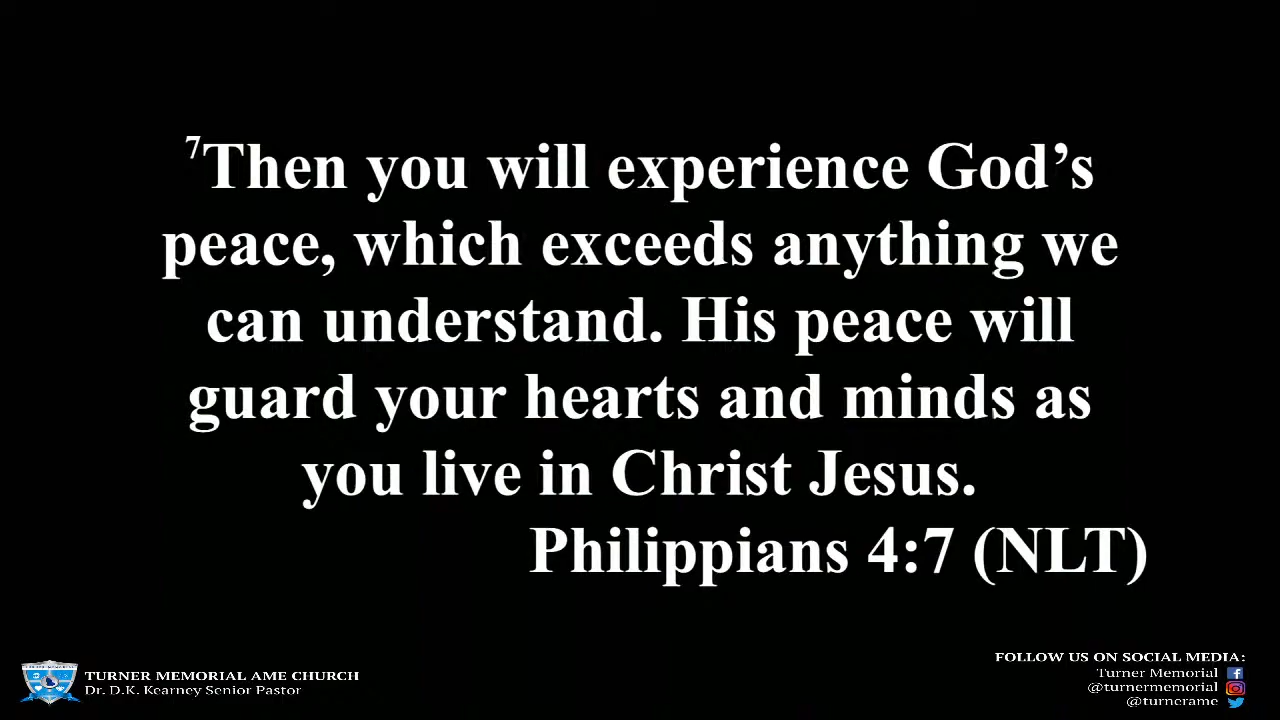 ⁷Then you will experience God’s
peace, which exceeds anything we
can understand. His peace will
guard your hearts and minds as
you live in Christ Jesus.
Philippians 4:7 (NLT)
TURNER MEMORIAL AME CHURCH
Dr. D.K. Kearney Senior Pastor
FOLLOW US ON SOCIAL MEDIA:
Turner Memorial
@turnermemorial
@turnerame